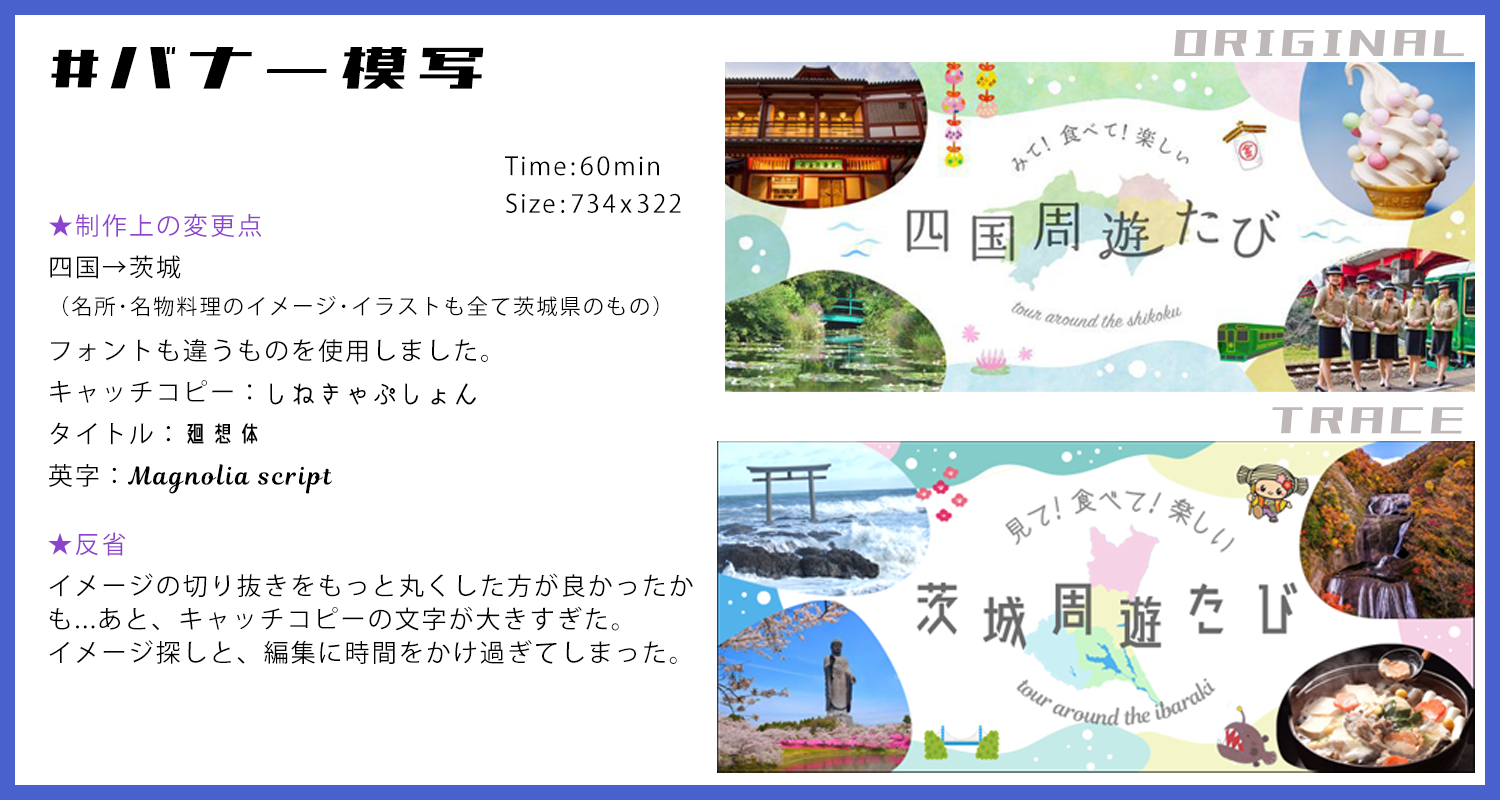 #バナー模写
Time:60min
Size:734x322
★制作上の変更点
四国→茨城
（名所･名物料理のイメージ･イラストも全て茨城県のもの）
フォントも違うものを使用しました。
キャッチコピー：しねきゃぷしょん
タイトル：廻想体
英字：Magnolia script
★反省
イメージの切り抜きをもっと丸くした方が良かったか
も...あと、キャッチコピーの文字が大きすぎた。
イメージ探しと、編集に時間をかけ過ぎてしまった。
ORIGINAL
みて！食べて！楽しい
四国周遊たび
tour around the shikoku
TRACE
見て！食べて！楽しい
茨城周遊たび
tour around the ibaraki